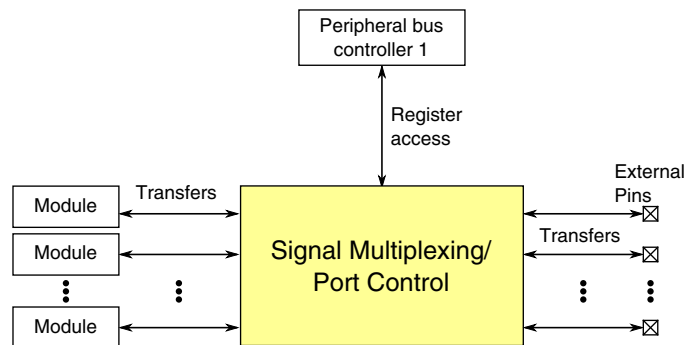 Peripheral bus
controller 1
Register
access
External
Pins
Module
Transfers
Module
Module
Signal Multiplexing/
Port Control
Transfers